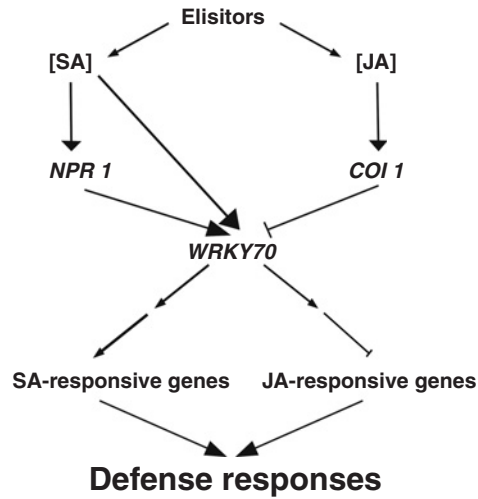 Elisitors
[SA] [JA]
NPR 1 COI 1
WRKY70
SA-responsive genes JA-responsive genes
Defense responses